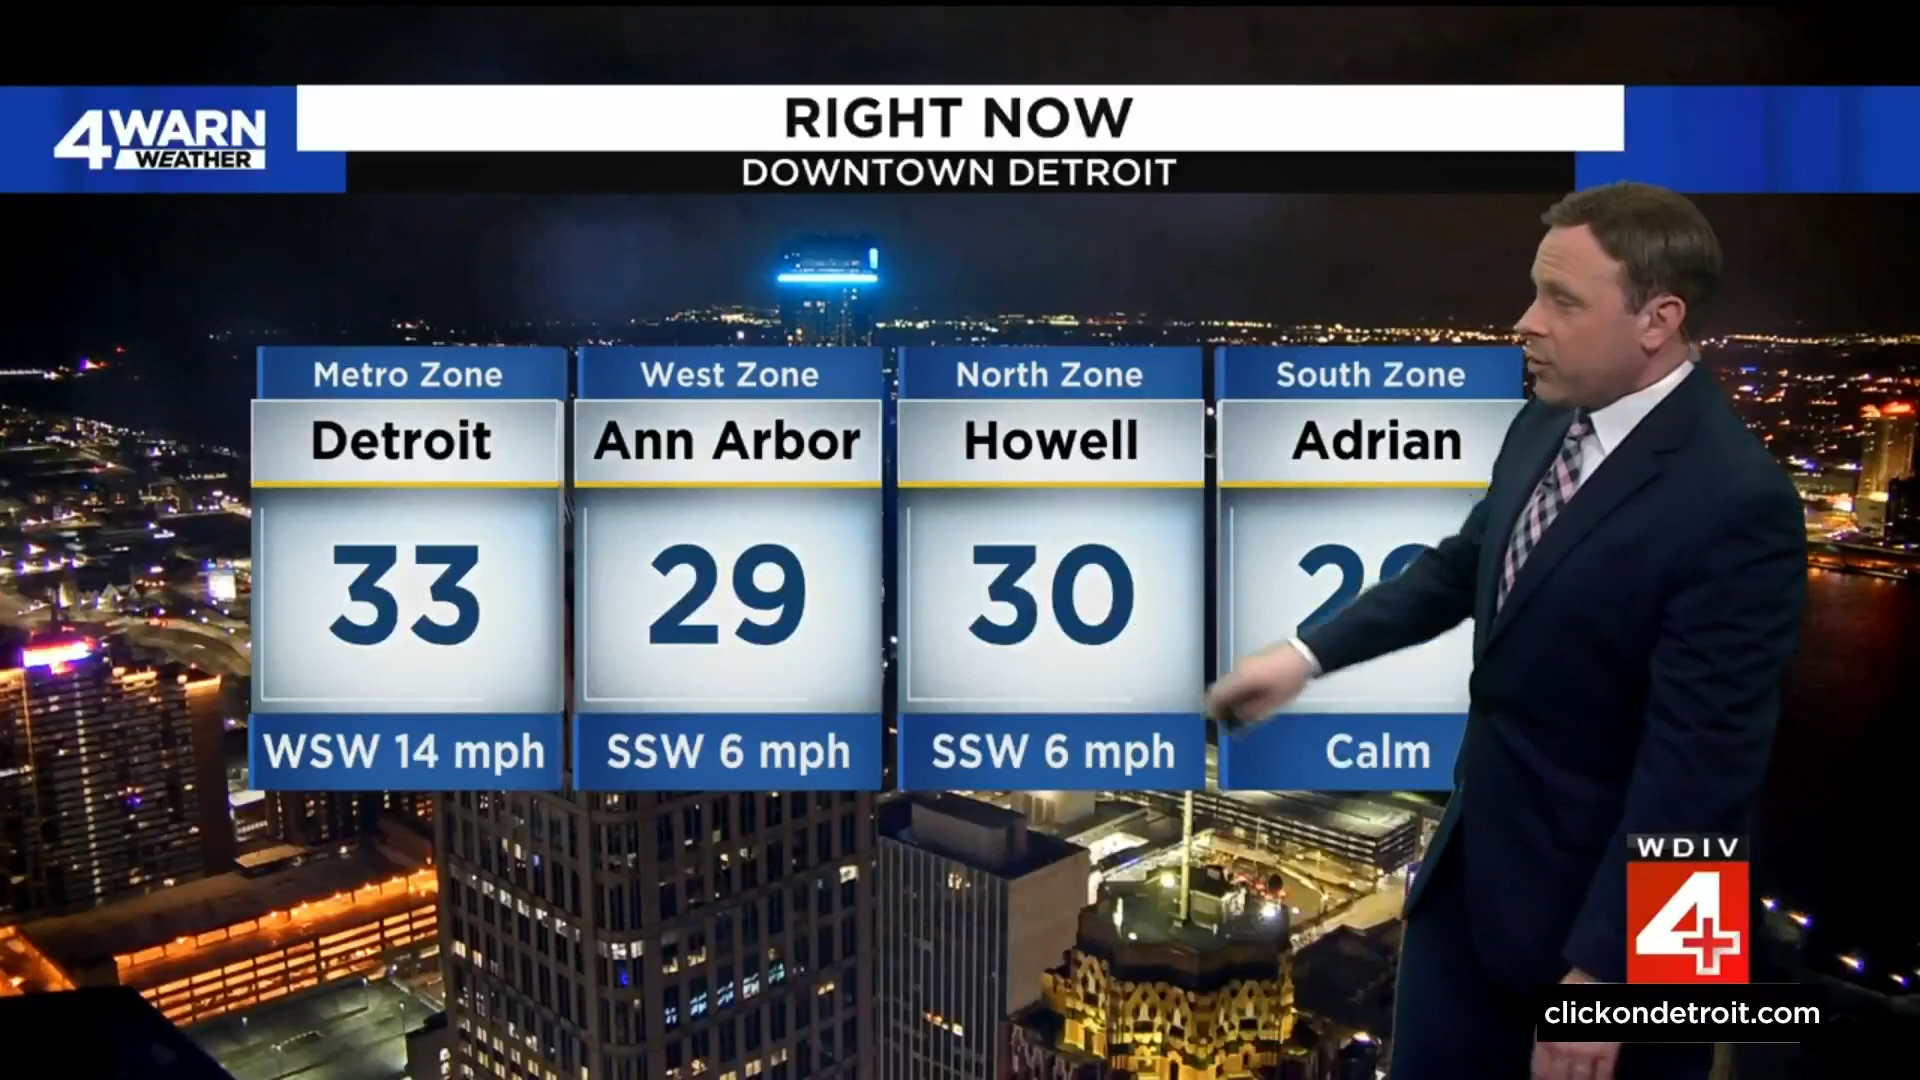 4WARN
WEATHER
RIGHT NOW
DOWNTOWN DETROIT
Metro Zone
Detroit
33
WSW 14 mph
West Zone
Ann Arbor
29
SSW 6 mph
North Zone
Howell
30
SSW 6 mph
South Zone
Adrian
Calm
WDIV
4+
clickondetroit.com